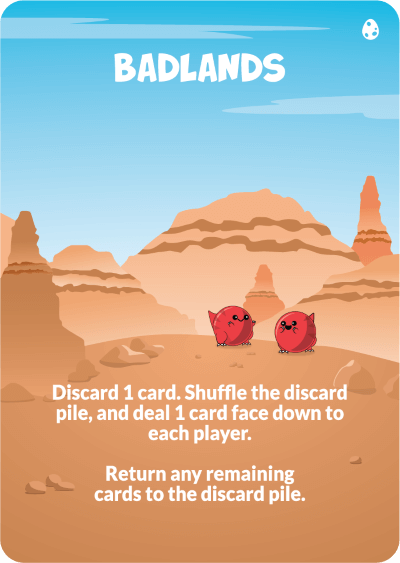 BADLANDS
Discard 1 card. Shuffle the discard
pile, and deal 1 card face down to
each player.
Return any remaining
cards to the discard pile.